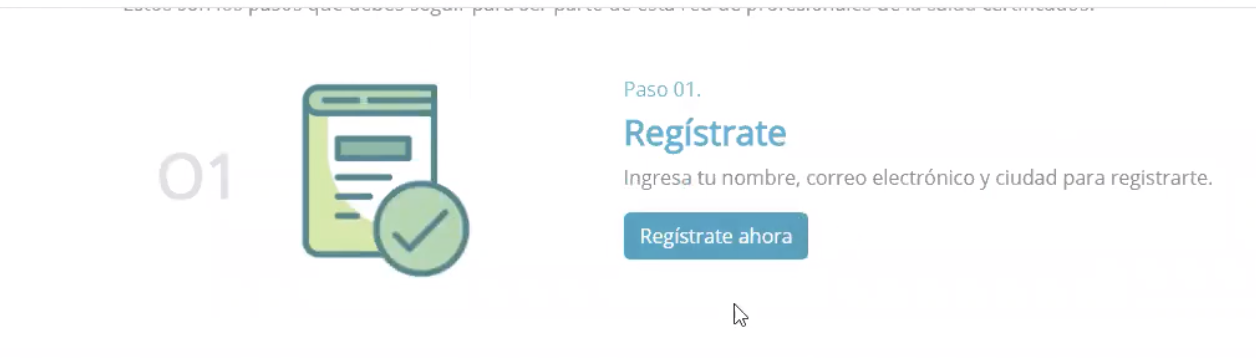 Estos son los pasos que debes seguir para ser parte de esta red de profesionales de la salud certificados.
Paso 01.
Regístrate
01
Ingresa tu nombre, correo electrónico y ciudad para registrarte.
Regístrate ahora